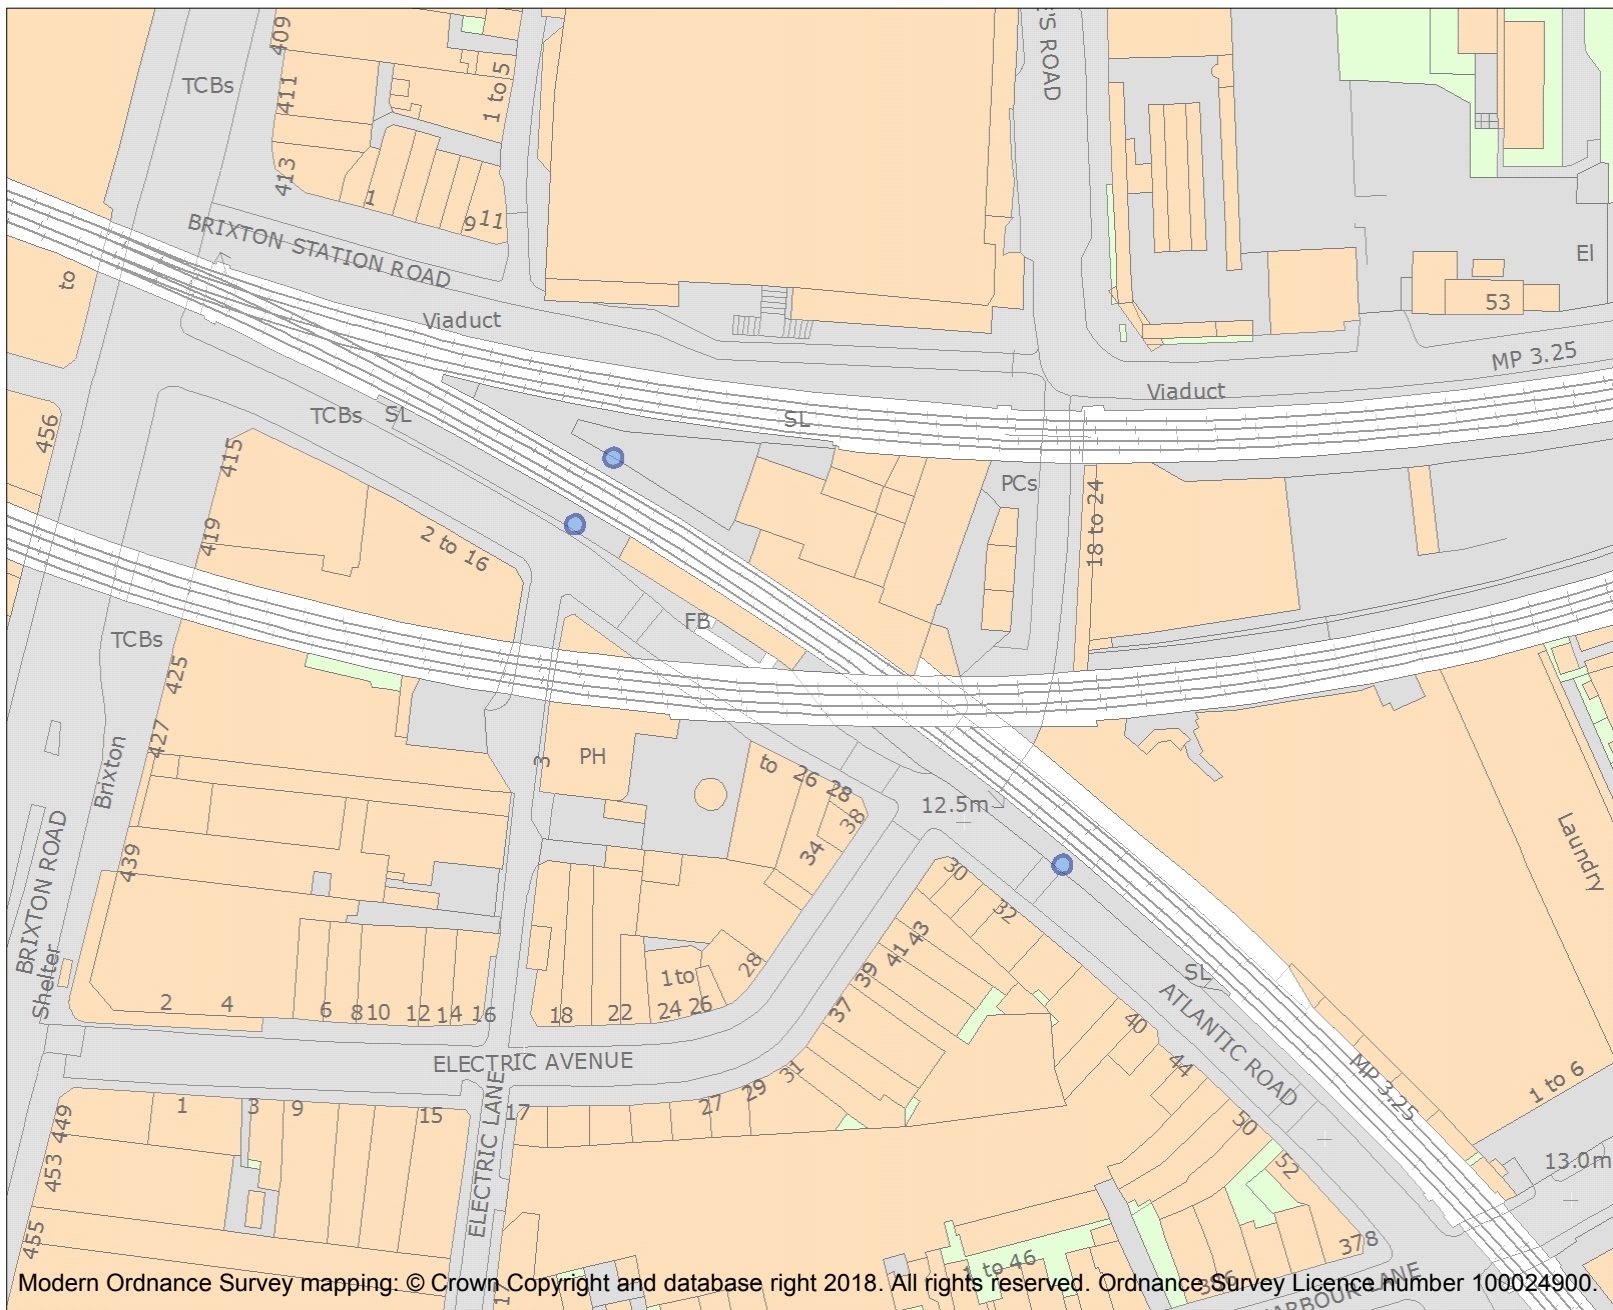 409
TCBs
411
1 to 5
'S ROAD
413
1
9
11
BRIXTON STATION ROAD
El
to
53
Viaduct
MP 3.25
Viaduct
TCBs
SL
SL
456
415
PCs
18 to 24
419
2 to 16
FB
TCBs
425
427
3
PH
to
26
28
Brixton
12.5m
38
34
Laundry
BRIXTON ROAD
439
30
32
43
41
39
Shelter
28
1to
SL
2
4
6
8
10
12
14
16
18
22
24
26
37
40
ATLANTIC ROAD
ELECTRIC AVENUE
31
44
MP 3.25
1 to 6
29
27
1
3
9
15
17
449
50
ELECTRIC LANE
453
52
13.0m
455
378
1 to 46
386
ARBOUR LANE
Modern Ordnance Survey mapping: © Crown Copyright and database right 2018. All rights reserved. Ordnance Survey Licence number 100024900.